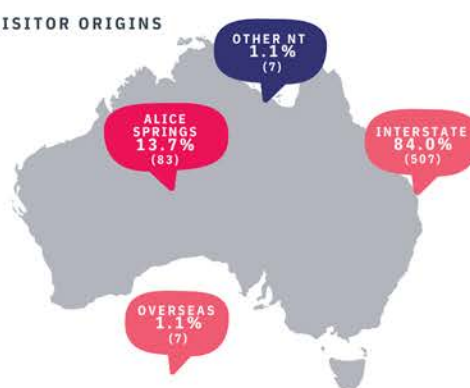 ISITOR ORIGINS
OTHER NT
1.1%
(7)
ALICE
SPRINGS
13.7%
(83)
INTERSTATE
84.0%
(507)
OVERSEAS
1.1%
(7)